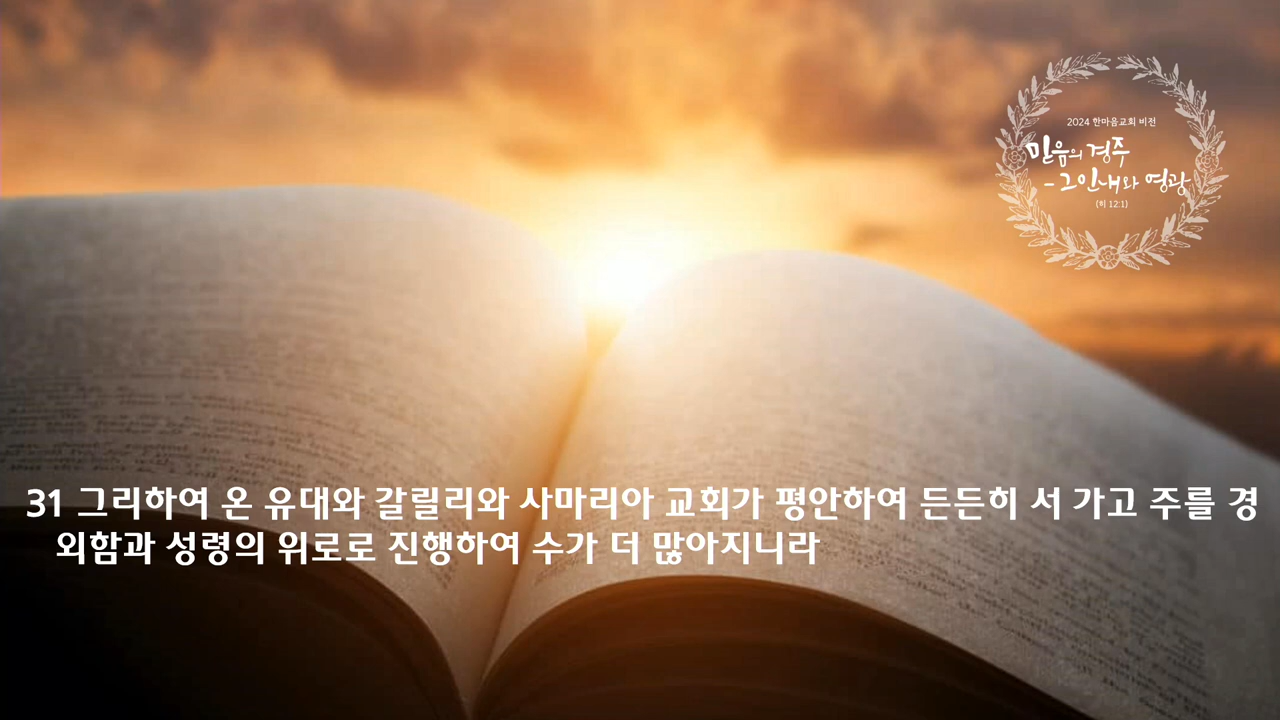 2024 한마음교회 비전
믿음의 경주
- 그 인내와 영광
(히 12:1)
31 그리하여 온 유대와 갈릴리와 사마리아 교회가 평안하여 든든히 서 가고 주를 경
외함과 성령의 위로로 진행하여 수가 더 많아지니라